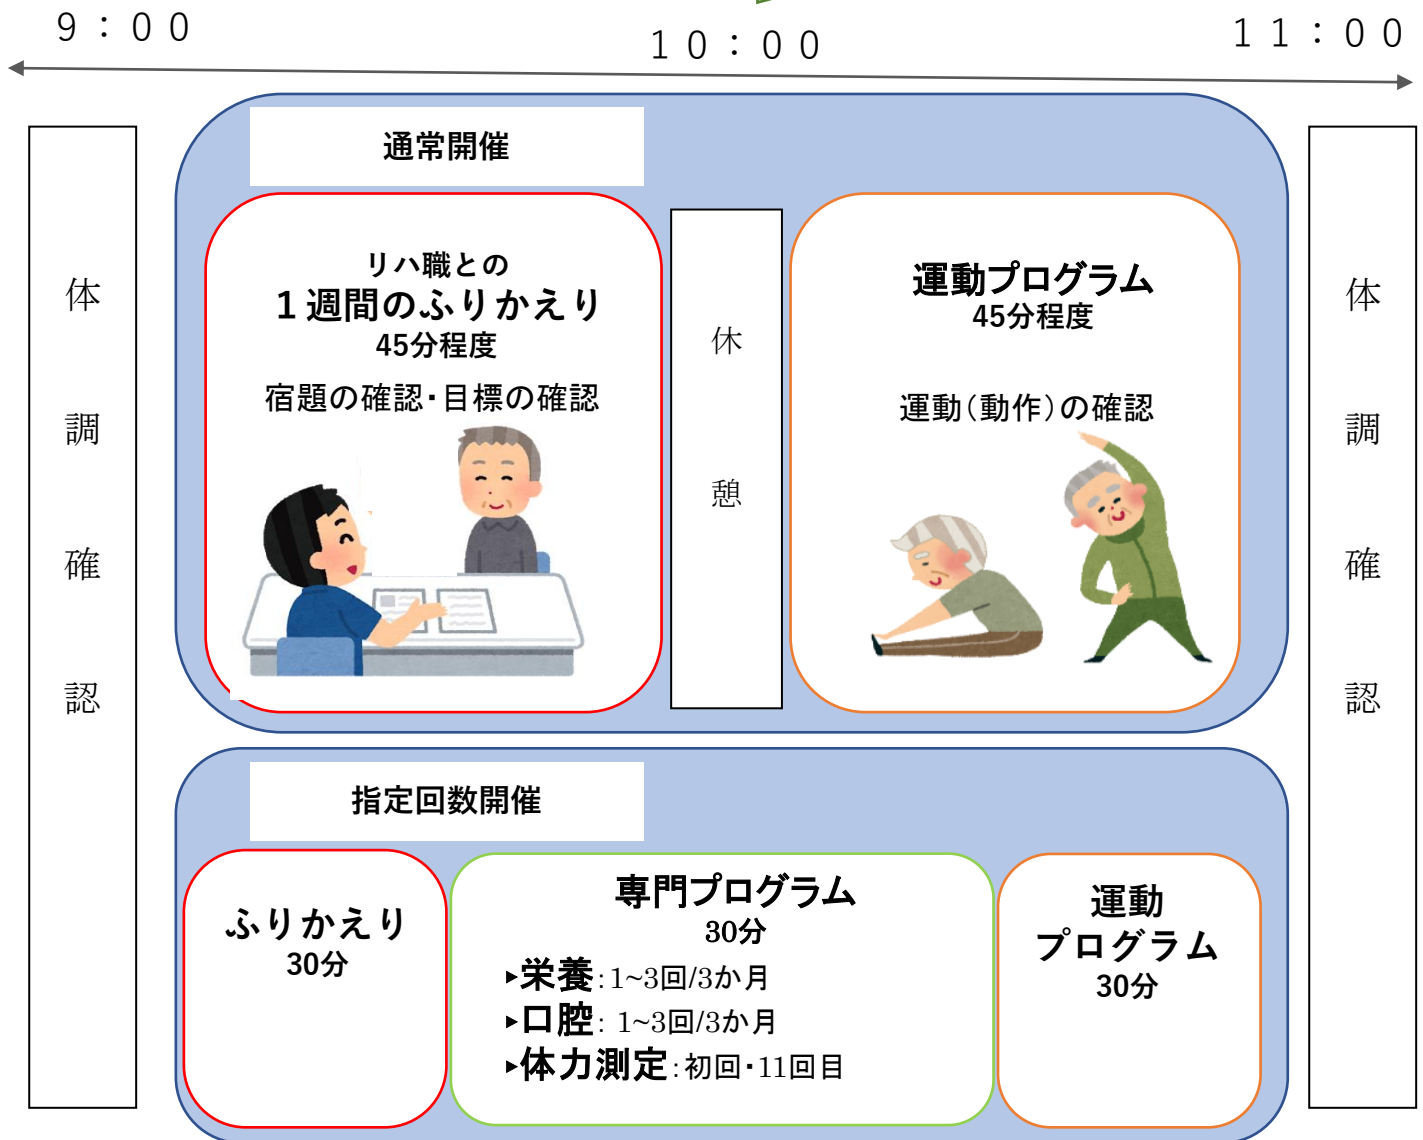 9：00
10：00
11：00
体調確認
通常開催
リハ職との
１週間のふりかえり
45分程度
宿題の確認・目標の確認
休憩
運動プログラム
45分程度
運動（動作）の確認
体調確認
指定回数開催
ふりかえり
30分
専門プログラム
30分
▶栄養：1~3回/3か月
▶口腔：1~3回/3か月
▶体力測定：初回・11回目
運動
プログラム
30分